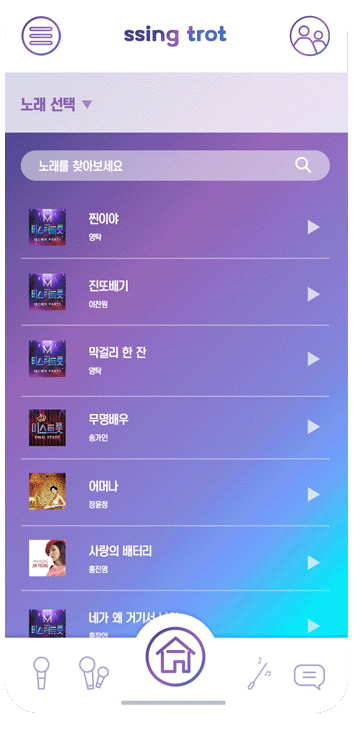 ssing trot
노래 선택 ▼
노래를 찾아보세요
찐이야
영탁
진또배기
이찬원
막걸리 한 잔
영탁
무명배우
송가인
어머나
장윤정
사랑의 배터리
홍진영
네가 왜 거기서